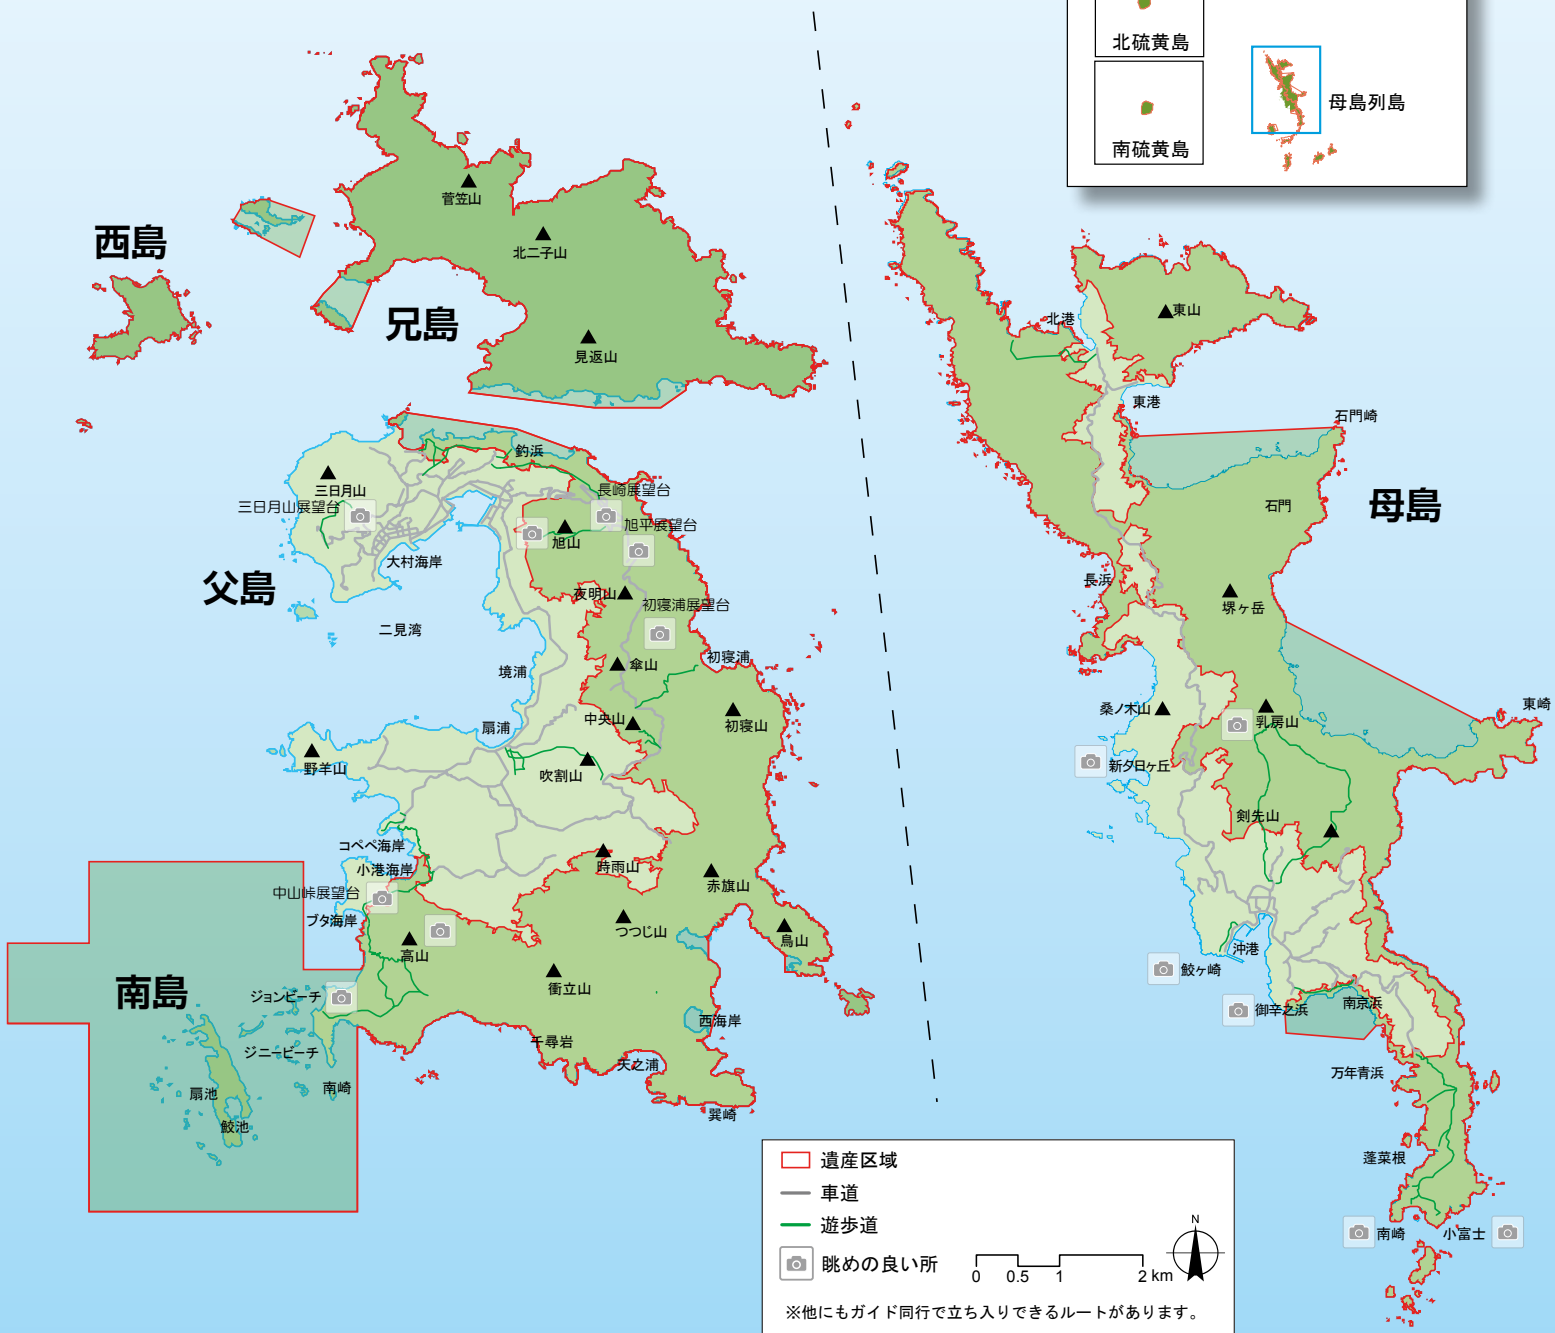 北硫黄島
南硫黄島
母島列島
菅笠山
北二子山
見返山
西島
兄島
釣浜
三日月山
三日月山展望台
長崎展望台
旭平展望台
旭山
大村海岸
父島
夜明山
初寝浦展望台
二見湾
境浦
傘山
初寝浦
扇浦
中央山
初寝山
野羊山
吹割山
コペペ海岸
小港海岸
時雨山
中山峠展望台
赤旗山
ブタ海岸
つつじ山
鳥山
高山
衝立山
南島
ジョンビーチ
西海岸
ジニービーチ
千尋岩
天之浦
南崎
扇池
巽崎
鮫池
北港
東山
東港
石門崎
石門
母島
長浜
堺ヶ岳
桑ノ木山
乳房山
東崎
新夕日ヶ丘
剣先山
沖港
鮫ヶ崎
御幸之浜
南京浜
万年青浜
蓬菜根
南崎
小富士
遺産区域
車道
遊歩道
眺めの良い所
N
0 0.5 1 2 km
※他にもガイド同行で立ち入りできるルートがあります。